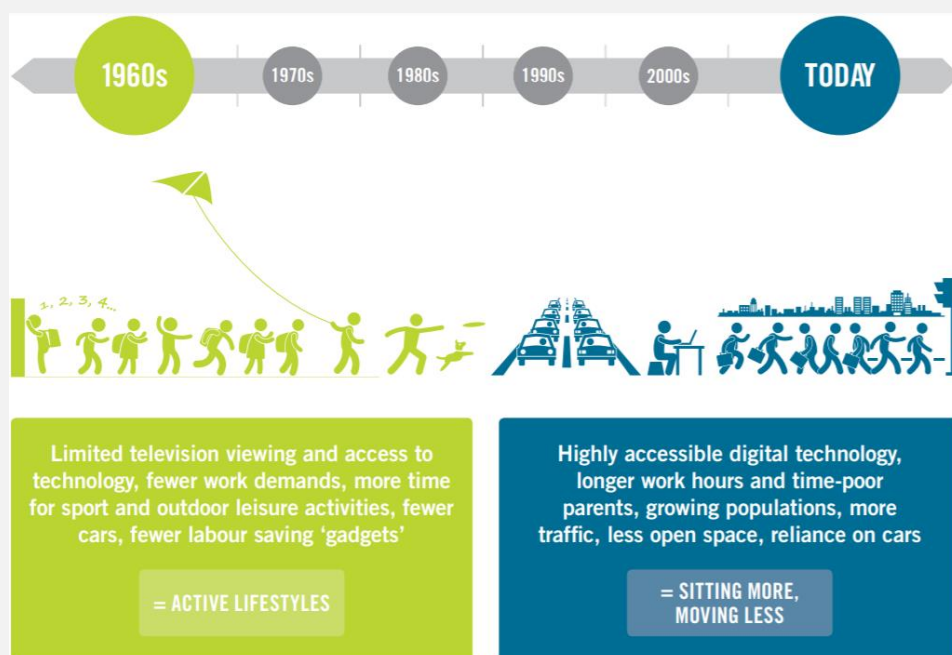 1960s
1970s
1980s
1990s
2000s
TODAY
1, 2, 3, 4...
Limited television viewing and access to
technology, fewer work demands, more time
for sport and outdoor leisure activities, fewer
cars, fewer labour saving ‘gadgets’
= ACTIVE LIFESTYLES
Highly accessible digital technology,
longer work hours and time-poor
parents, growing populations, more
traffic, less open space, reliance on cars
= SITTING MORE,
MOVING LESS